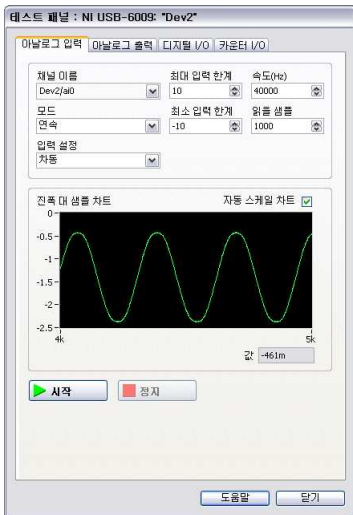 테스트 패널 : NI USB-6009: "Dev2"
아날로그 입력 아날로그 출력 디지털 I/O 카운터 I/O
채널 이름 최대 입력 한계 속도(Hz)
Dev2/ai0 10 40000
모드 최소 입력 한계 읽을 샘플
연속 -10 1000
입력 설정
차동
진폭 대 샘플 차트 자동 스케일 차트
0-
-0.5-
-1-
-1.5-
-2-
-2.5-
4k 5k
값 -461m
시작 정지
도움말 닫기